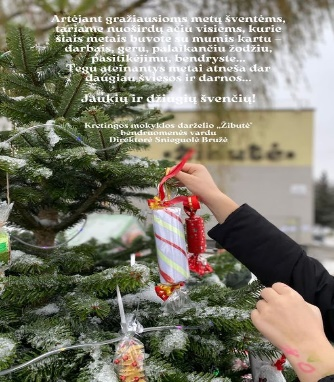 Artėjant gražiausioms metų šventėms,
tariame nuoširdų ačiū visiems, kurie
šiais metais buvote su mumis kartu –
darbais, geru, palaikančiu žodžiu,
pasitikėjimu, bendryste...
Tegu ateinantys metai atneša dar
daugiau šviesos ir darnos...
Jaukių ir džiugių švenčių!
Kretingos mokyklos darželio „Žibutė”
bendruomenės vardu
Direktorė Snieguolė Bružė